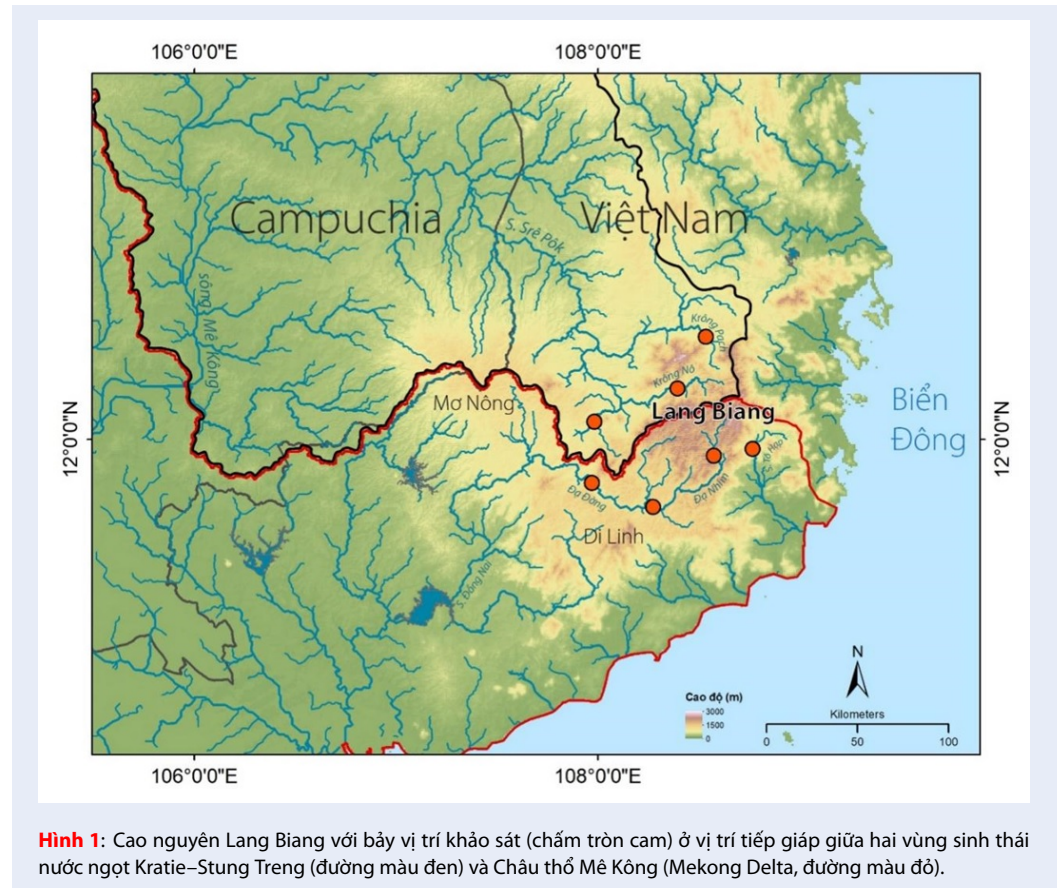 106°0'0"E 108°0'0"E
Campuchia
Việt Nam
S. Srê Pók
sông Mê Kông
Krông Pách
Krông Nô
Mơ Nông
Lang Biang
Biển
Đông
12°0'0"N 12°0'0"N
Đa Nhim
Đa Dâng
Di Linh
S. Đồng Nai
N
Cao độ (m)
3000
1500
0
Kilometers
0 50 100
106°0'0"E 108°0'0"E
Hình 1: Cao nguyên Lang Biang với bảy vị trí khảo sát (chấm tròn cam) ở vị trí tiếp giáp giữa hai vùng sinh thái
nước ngọt Kratie–Stung Treng (đường màu đen) và Châu thổ Mê Kông (Mekong Delta, đường màu đỏ).